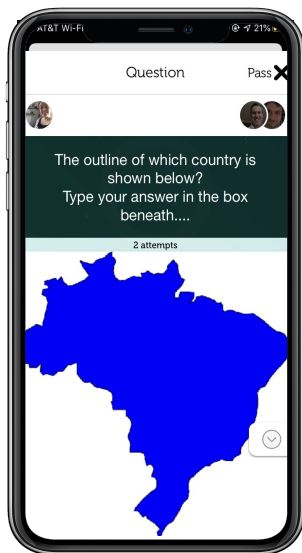 AT&T Wi-Fi 21%
Question Pass
The outline of which country is
shown below?
Type your answer in the box
beneath....
2 attempts